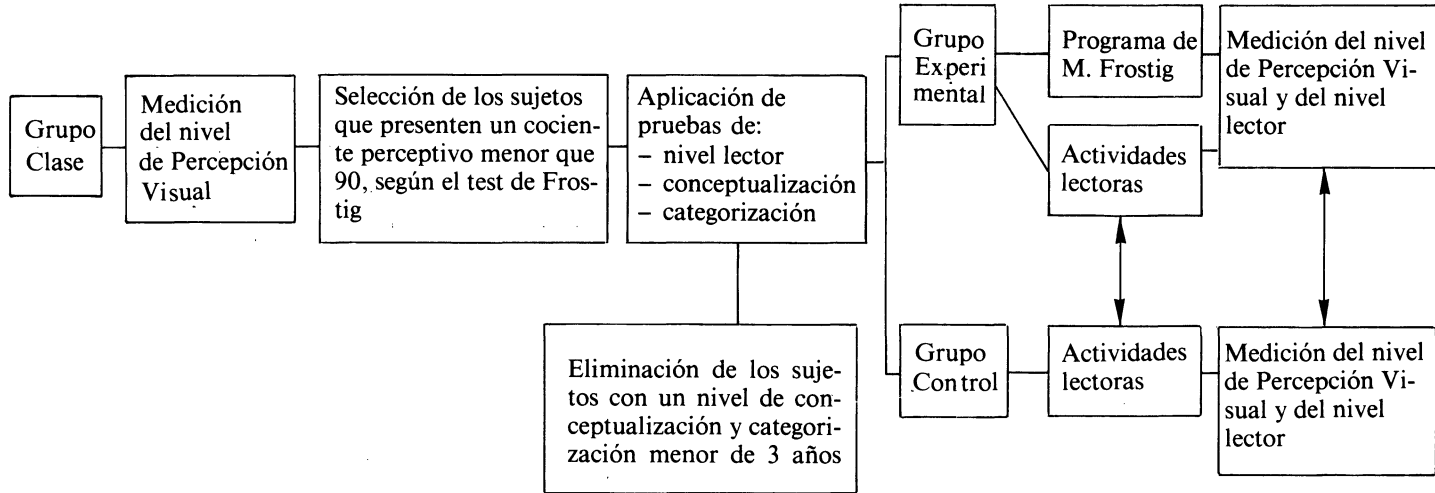 Grupo
Clase
Medición
del nivel
de Percepción
Visual
Selección de los sujetos
que presenten un cocien-
te perceptivo menor que
90, según el test de Fros-
tig
Aplicación de
pruebas de:
– nivel lector
– conceptualización
– categorización
Eliminación de los suje-
tos con un nivel de con-
ceptualización y categori-
zación menor de 3 años
Grupo
Experi
mental
Programa de
M. Frostig
Actividades
lectoras
Medición del nivel
de Percepción Vi-
sual y del nivel
lector
Grupo
Control
Actividades
lectoras
Medición del nivel
de Percepción Vi-
sual y del nivel
lector